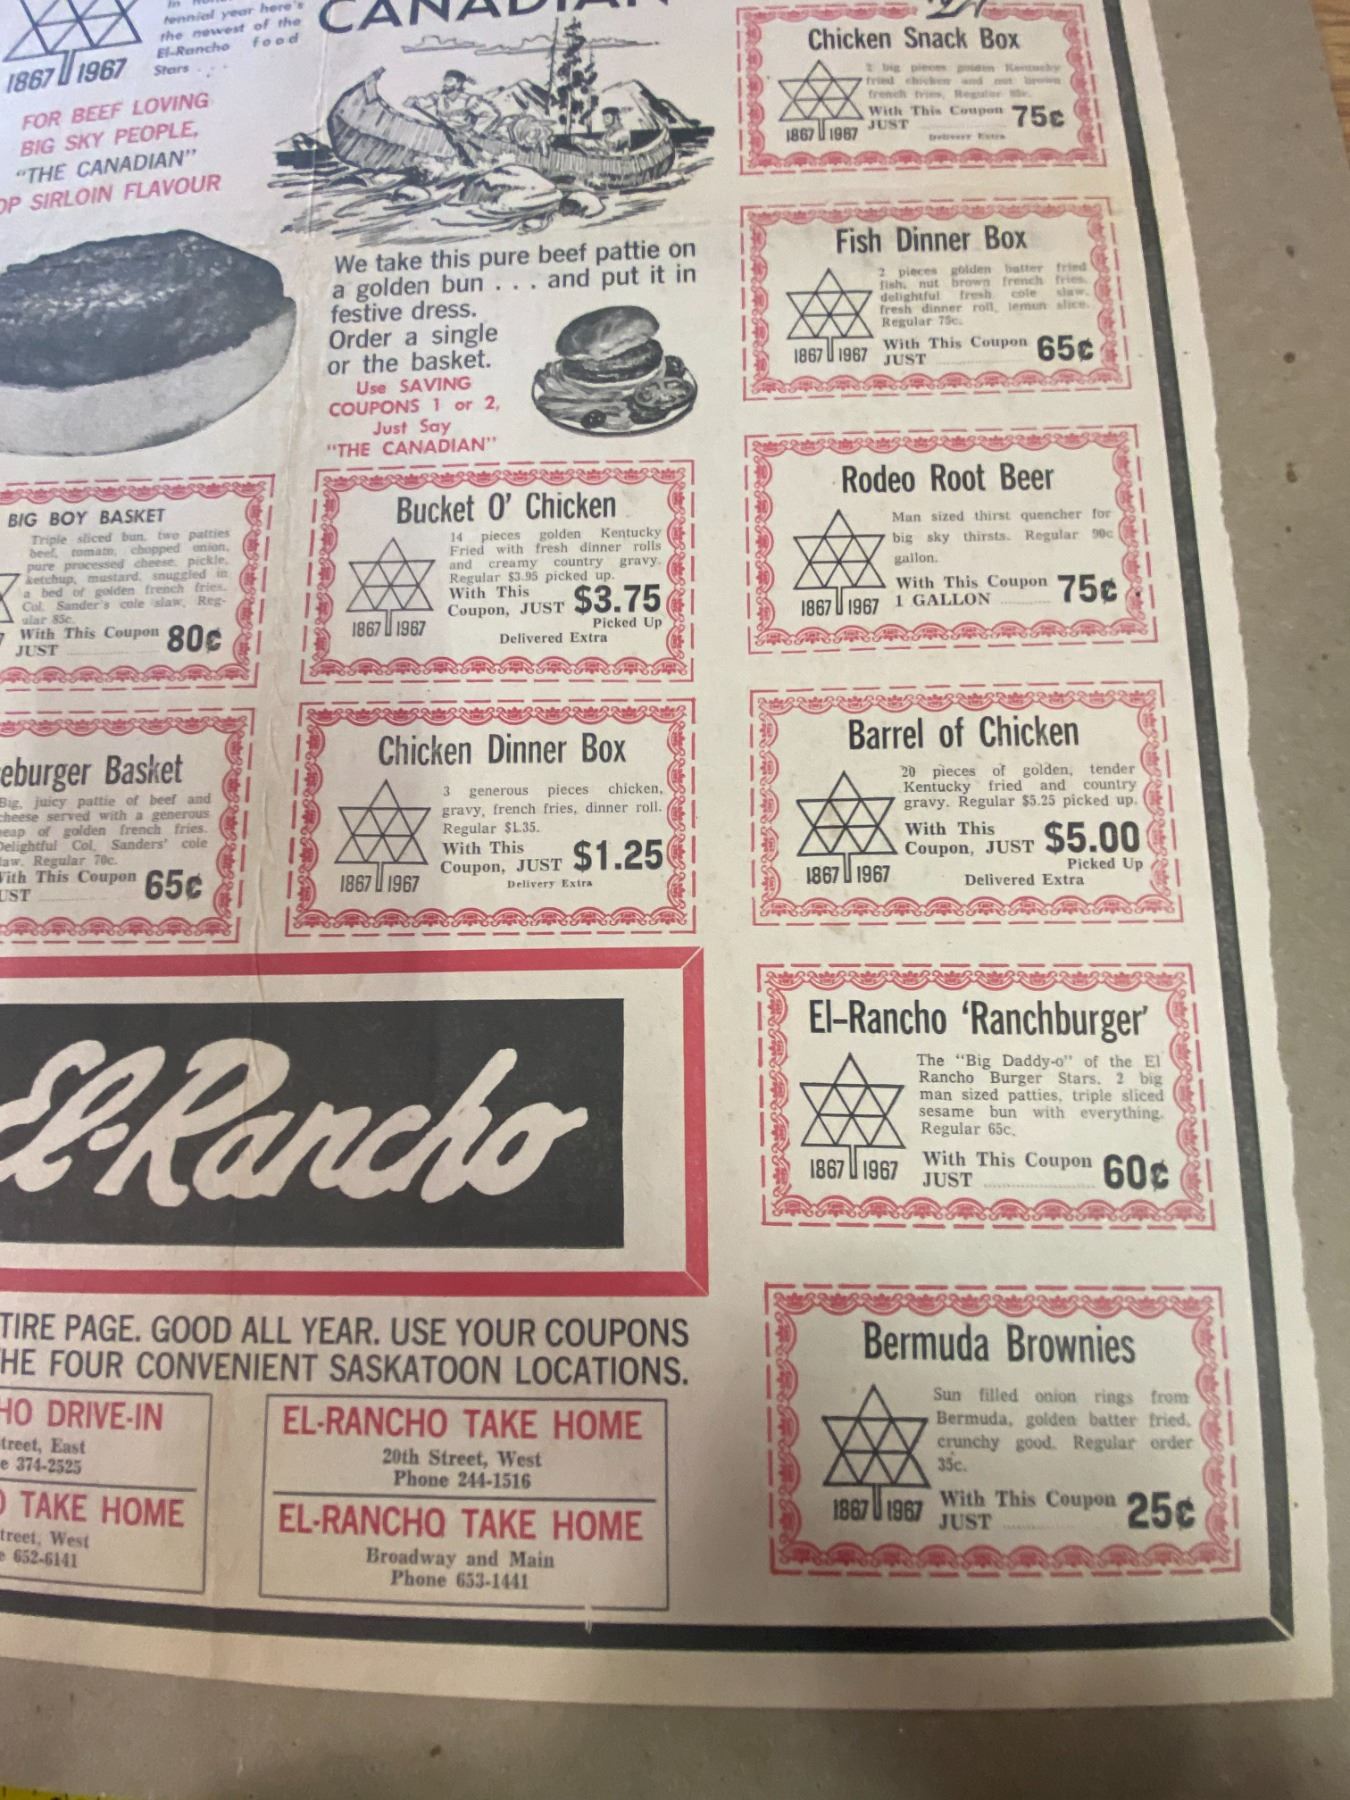 tennial year here's
the newest of the
El-Rancho food
Stars . . .
CANADIAN
1867 1967
FOR BEEF LOVING
BIG SKY PEOPLE,
"THE CANADIAN"
OP SIRLOIN FLAVOUR
We take this pure beef pattie on
a golden bun . . . and put it in
festive dress.
Order a single
or the basket.
Use SAVING
COUPONS 1 or 2,
Just Say
"THE CANADIAN"
BIG BOY BASKET
Triple sliced bun, two patties
beef, tomato, chopped onion,
pure processed cheese, pickle,
ketchup, mustard, snuggled in
a bed of golden french fries.
Col. Sander's cole slaw, Reg-
ular 85c.
With This Coupon
JUST 80¢
Bucket O' Chicken
14 pieces golden Kentucky
Fried with fresh dinner rolls
and creamy country gravy.
Regular $3.95 picked up.
With This
Coupon, JUST $3.75
Picked Up
Delivered Extra
1867 1967
eburger Basket
Big, juicy pattie of beef and
cheese served with a generous
heap of golden french fries.
Delightful Col. Sanders' cole
law. Regular 70c.
With This Coupon
UST 65¢
Chicken Dinner Box
3 generous pieces chicken,
gravy, french fries, dinner roll.
Regular $1.35.
With This
Coupon, JUST $1.25
Delivery Extra
1867 1967
El-Rancho
TIRE PAGE. GOOD ALL YEAR. USE YOUR COUPONS
HE FOUR CONVENIENT SASKATOON LOCATIONS.
HO DRIVE-IN
treet, East
e 374-2525
O TAKE HOME
treet, West
e 652-6141
EL-RANCHO TAKE HOME
20th Street, West
Phone 244-1516
EL-RANCHO TAKE HOME
Broadway and Main
Phone 653-1441
Chicken Snack Box
2 big pieces golden Kentucky
fried chicken and nut brown
french fries, Regular
With This Coupon
JUST 75¢
Delivery Extra
1867 1967
Fish Dinner Box
2 pieces golden batter fried
fish, nut brown french fries,
delightful fresh cole slaw,
fresh dinner roll, lemon slice.
Regular 75c.
With This Coupon
JUST 65¢
1867 1967
Rodeo Root Beer
Man sized thirst quencher for
big sky thirsts. Regular 90c
gallon.
With This Coupon
1 GALLON 75¢
1867 1967
Barrel of Chicken
20 pieces of golden, tender
Kentucky fried and country
gravy. Regular $5.25 picked up.
With This
Coupon, JUST $5.00
Picked Up
Delivered Extra
1867 1967
El-Rancho 'Ranchburger'
The "Big Daddy-o" of the El
Rancho Burger Stars. 2 big
man sized patties, triple sliced
sesame bun with everything.
Regular 65c.
With This Coupon
JUST 60¢
1867 1967
Bermuda Brownies
Sun filled onion rings from
Bermuda, golden batter fried,
crunchy good. Regular order
35c.
With This Coupon
JUST 25¢
1867 1967